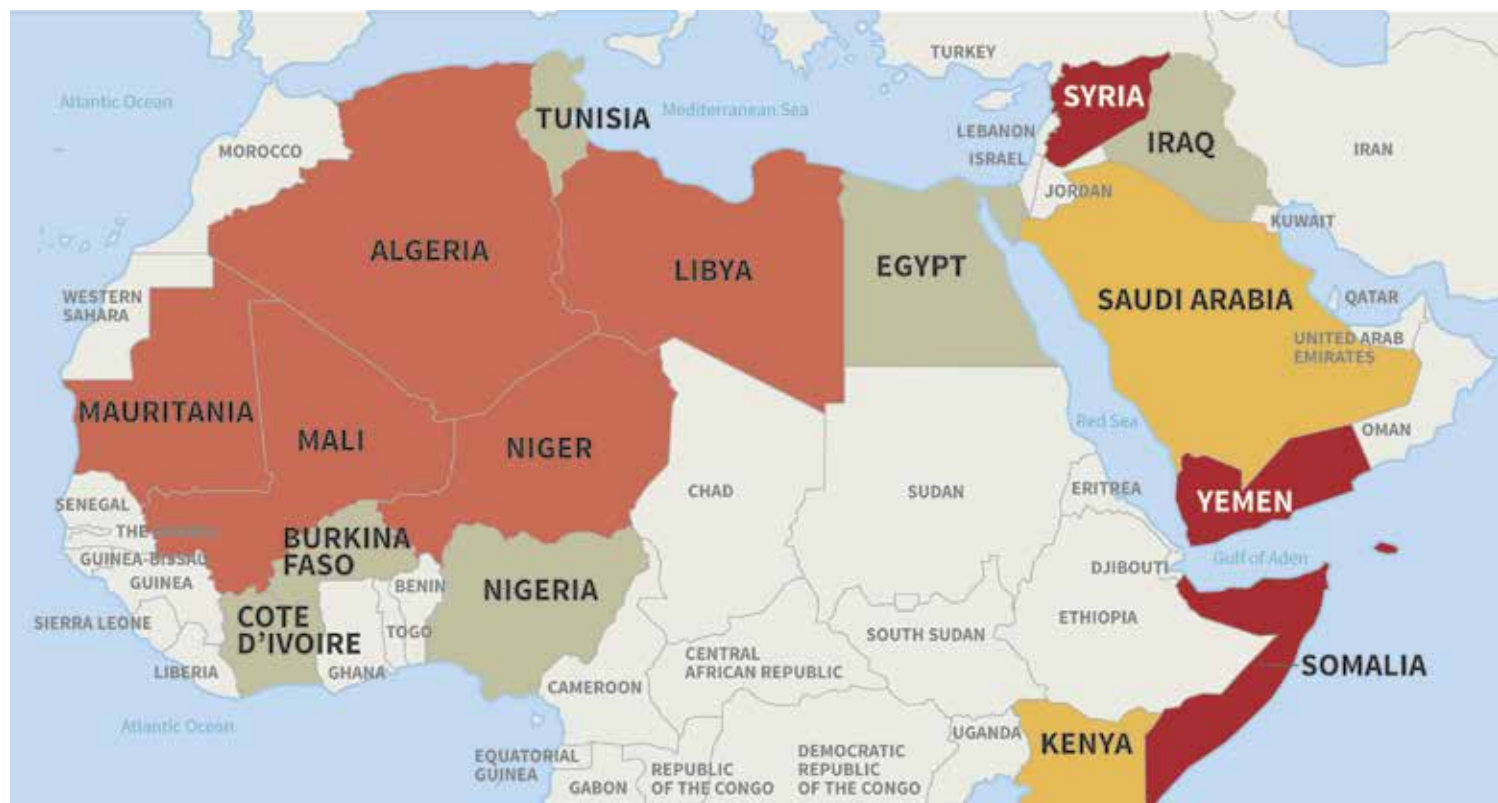 TURKEY
SYRIA
Atlantic Ocean
TUNISIA
Mediterranean Sea
LEBANON
IRAQ
MOROCCO
ISRAEL
IRAN
JORDAN
KUWAIT
ALGERIA
LIBYA
EGYPT
SAUDI ARABIA
QATAR
WESTERN
SAHARA
UNITED ARAB
EMIRATES
MAURITANIA
MALI
NIGER
Red Sea
OMAN
CHAD
SUDAN
ERITREA
YEMEN
SENEGAL
THE
BURKINA
FASO
GUINEA-BISSAU
GUINEA
BENIN
NIGERIA
Gulf of Aden
DJIBOUTI
ETHIOPIA
COTE
D'IVOIRE
SIERRA LEONE
TOGO
SOUTH SUDAN
LIBERIA
GHANA
CENTRAL
AFRICAN REPUBLIC
SOMALIA
CAMEROON
Atlantic Ocean
UGANDA
KENYA
EQUATORIAL
GUINEA
GABON
REPUBLIC
OF THE CONGO
DEMOCRATIC
REPUBLIC
OF THE CONGO